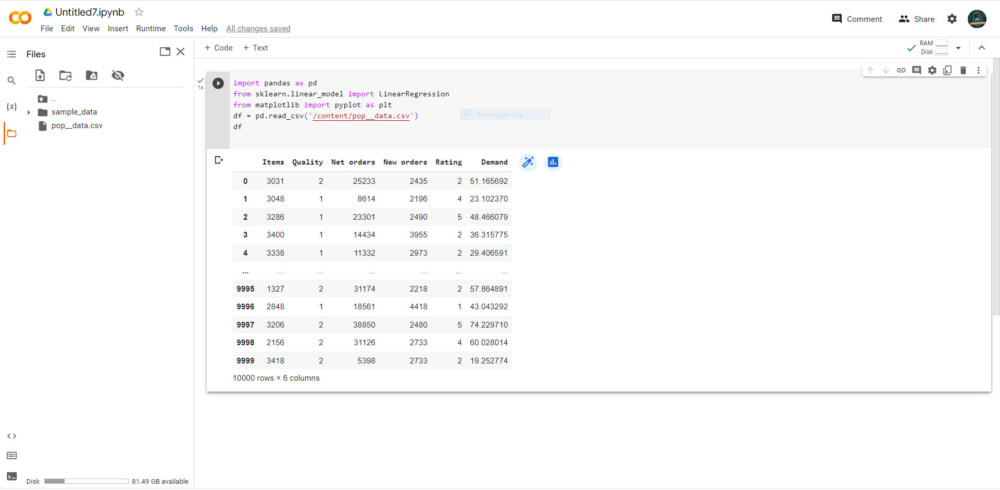 Untitled7.ipynb
File Edit View Insert Runtime Tools Help All changes saved
Comment Share
Files
+ Code + Text
RAM
Disk
..
sample_data
pop__data.csv
{x}
1s
import pandas as pd
from sklearn.linear_model import LinearRegression
from matplotlib import pyplot as plt
df = pd.read_csv('/content/pop__data.csv')
df
Rectangular Snip
Items Quality Net orders New orders Rating Demand
0 3031 2 25233 2435 2 51.165692
1 3048 1 8614 2196 4 23.102370
2 3286 1 23301 2490 5 48.466079
3 3400 1 14434 3955 2 36.315775
4 3338 1 11332 2973 2 29.406591
... ... ... ... ... ... ...
9995 1327 2 31174 2218 2 57.864891
9996 2848 1 18561 4418 1 43.043292
9997 3206 2 38850 2480 5 74.229710
9998 2156 2 31126 2733 4 60.028014
9999 3418 2 5398 2733 2 19.252774
10000 rows × 6 columns
Disk 81.49 GB available